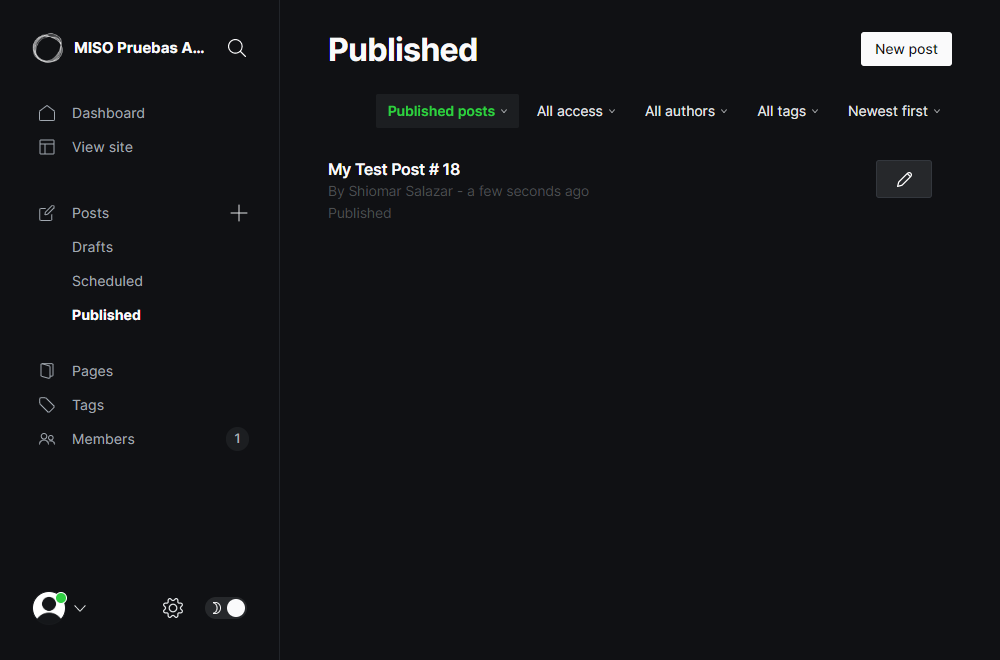 MISO Pruebas A...
Dashboard
View site
Posts
Drafts
Scheduled
Published
Pages
Tags
Members 1
Published
New post
Published posts All access All authors All tags Newest first
My Test Post # 18
By Shiomar Salazar - a few seconds ago
Published